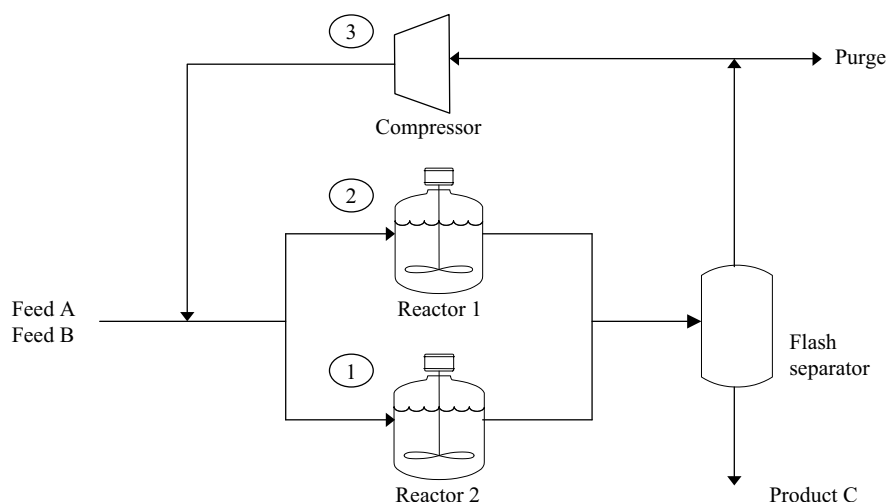 3
Purge
Compressor
2
Reactor 1
Feed A
Feed B
Flash
separator
1
Reactor 2
Product C